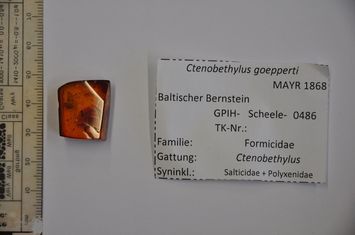 Ctenobethylus goepperti
MAYR 1868
Baltischer Bernstein
GPIH- Scheele- 0486
TK-Nr.:
Familie: Formicidae
Gattung: Ctenobethylus
Syninkl.: Salticidae + Polyxenidae